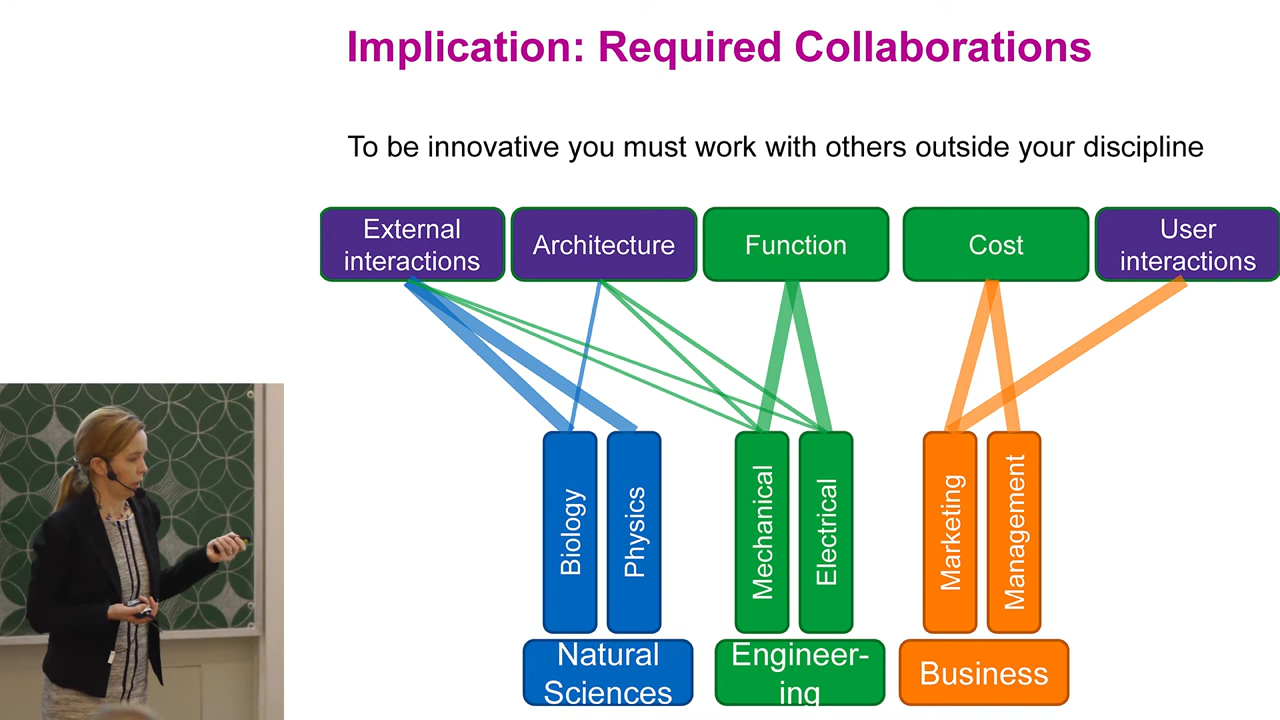 Implication: Required Collaborations
To be innovative you must work with others outside your discipline
External
interactions
Architecture
Function
Cost
User
interactions
Biology
Physics
Mechanical
Electrical
Marketing
Management
Natural
Sciences
Engineer-
ing
Business